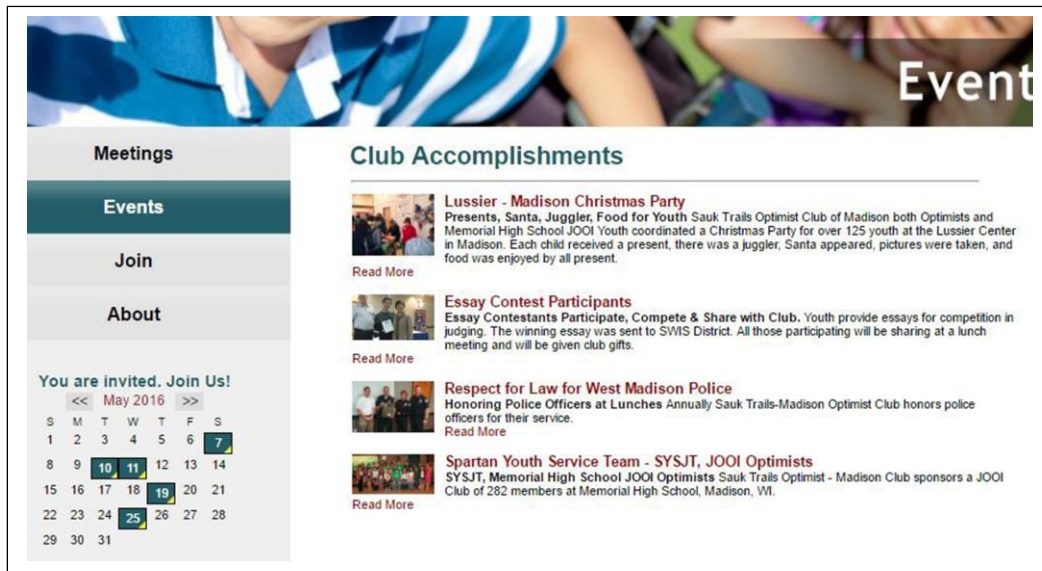 Event
Meetings
Events
Join
About
You are invited. Join Us!
<< May 2016 >>
S M T W T F S
1 2 3 4 5 6 7
8 9 10 11 12 13 14
15 16 17 18 19 20 21
22 23 24 25 26 27 28
29 30 31
Club Accomplishments
Lussier - Madison Christmas Party
Presents, Santa, Juggler, Food for Youth Sauk Trails Optimist Club of Madison both Optimists and
Memorial High School JOOI Youth coordinated a Christmas Party for over 125 youth at the Lussier Center
in Madison. Each child received a present, there was a juggler, Santa appeared, pictures were taken, and
food was enjoyed by all present.
Read More
Essay Contest Participants
Essay Contestants Participate, Compete & Share with Club. Youth provide essays for competition in
judging. The winning essay was sent to SWIS District. All those participating will be sharing at a lunch
meeting and will be given club gifts.
Read More
Respect for Law for West Madison Police
Honoring Police Officers at Lunches Annually Sauk Trails-Madison Optimist Club honors police
officers for their service.
Read More
Spartan Youth Service Team - SYSJT, JOOI Optimists
SYSJT, Memorial High School JOOI Optimists Sauk Trails Optimist - Madison Club sponsors a JOOI
Club of 282 members at Memorial High School, Madison, WI.
Read More